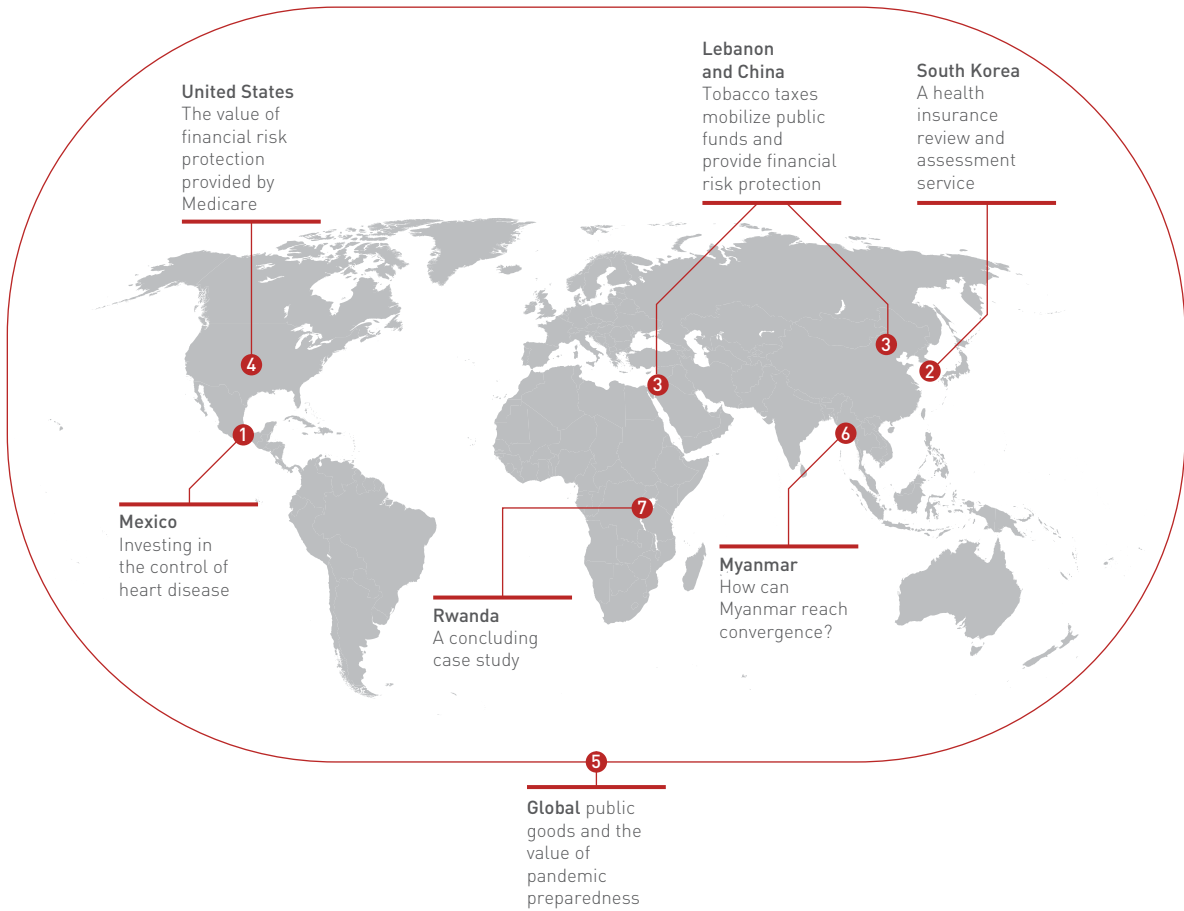 United States
The value of
financial risk
protection
provided by
Medicare
Lebanon
and China
Tobacco taxes
mobilize public
funds and
provide financial
risk protection
South Korea
A health
insurance
review and
assessment
service
4
3
3
2
1
6
7
Mexico
Investing in
the control of
heart disease
Rwanda
A concluding
case study
Myanmar
How can
Myanmar reach
convergence?
5
Global public
goods and the
value of
pandemic
preparedness